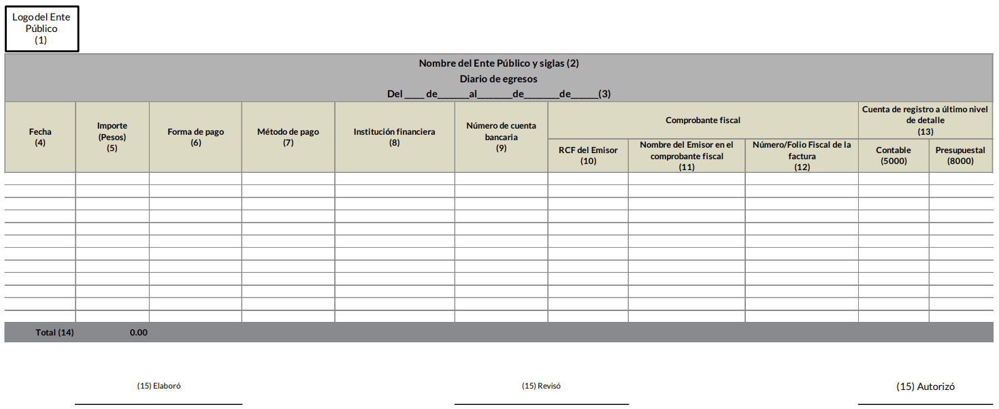 Logo del Ente
Público
(1)
Nombre del Ente Público y siglas (2)
Diario de egresos
Del _____ de________al_________de_________de_______(3)
Fecha
(4)
Importe
(Pesos)
(5)
Forma de pago
(6)
Método de pago
(7)
Institución financiera
(8)
Número de cuenta
bancaria
(9)
Comprobante fiscal
RCF del Emisor
(10)
Nombre del Emisor en el
comprobante fiscal
(11)
Número/Folio Fiscal de la
factura
(12)
Cuenta de registro a último nivel
de detalle
(13)
Contable
(5000)
Presupuestal
(8000)
Total (14) 0.00
(15) Elaboró
(15) Revisó
(15) Autorizó